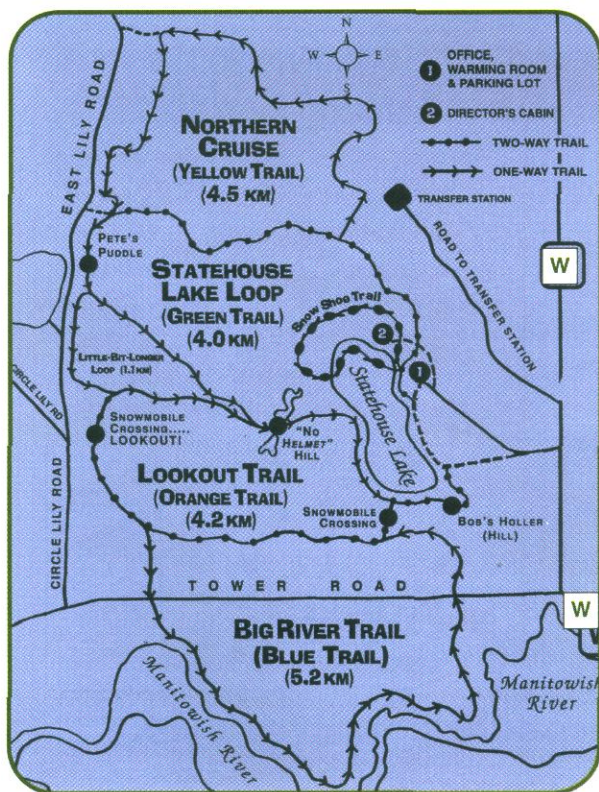 N
W E
S
1 OFFICE,
WARMING ROOM
& PARKING LOT
2 DIRECTOR'S CABIN
TWO-WAY TRAIL
ONE-WAY TRAIL
TRANSFER STATION
ROAD TO TRANSFER STATION
W
EAST LILY ROAD
NORTHERN
CRUISE
(YELLOW TRAIL)
(4.5 KM)
PETE'S
PUDDLE
STATEHOUSE
LAKE LOOP
(GREEN TRAIL)
(4.0 KM)
Snow Shoe Trail
2
1
Statehouse Lake
LITTLE-BIT-LONGER
LOOP (1.1 KM)
CIRCLE LILY RD
SNOWMOBILE
CROSSING.....
LOOKOUT!
"NO
HELMET"
HILL
LOOKOUT TRAIL
(ORANGE TRAIL)
(4.2 KM)
SNOWMOBILE
CROSSING
BOB'S HOLLER
(HILL)
CIRCLE LILY ROAD
TOWER ROAD
W
BIG RIVER TRAIL
(BLUE TRAIL)
(5.2 KM)
Manitowish River
Manitowish
River